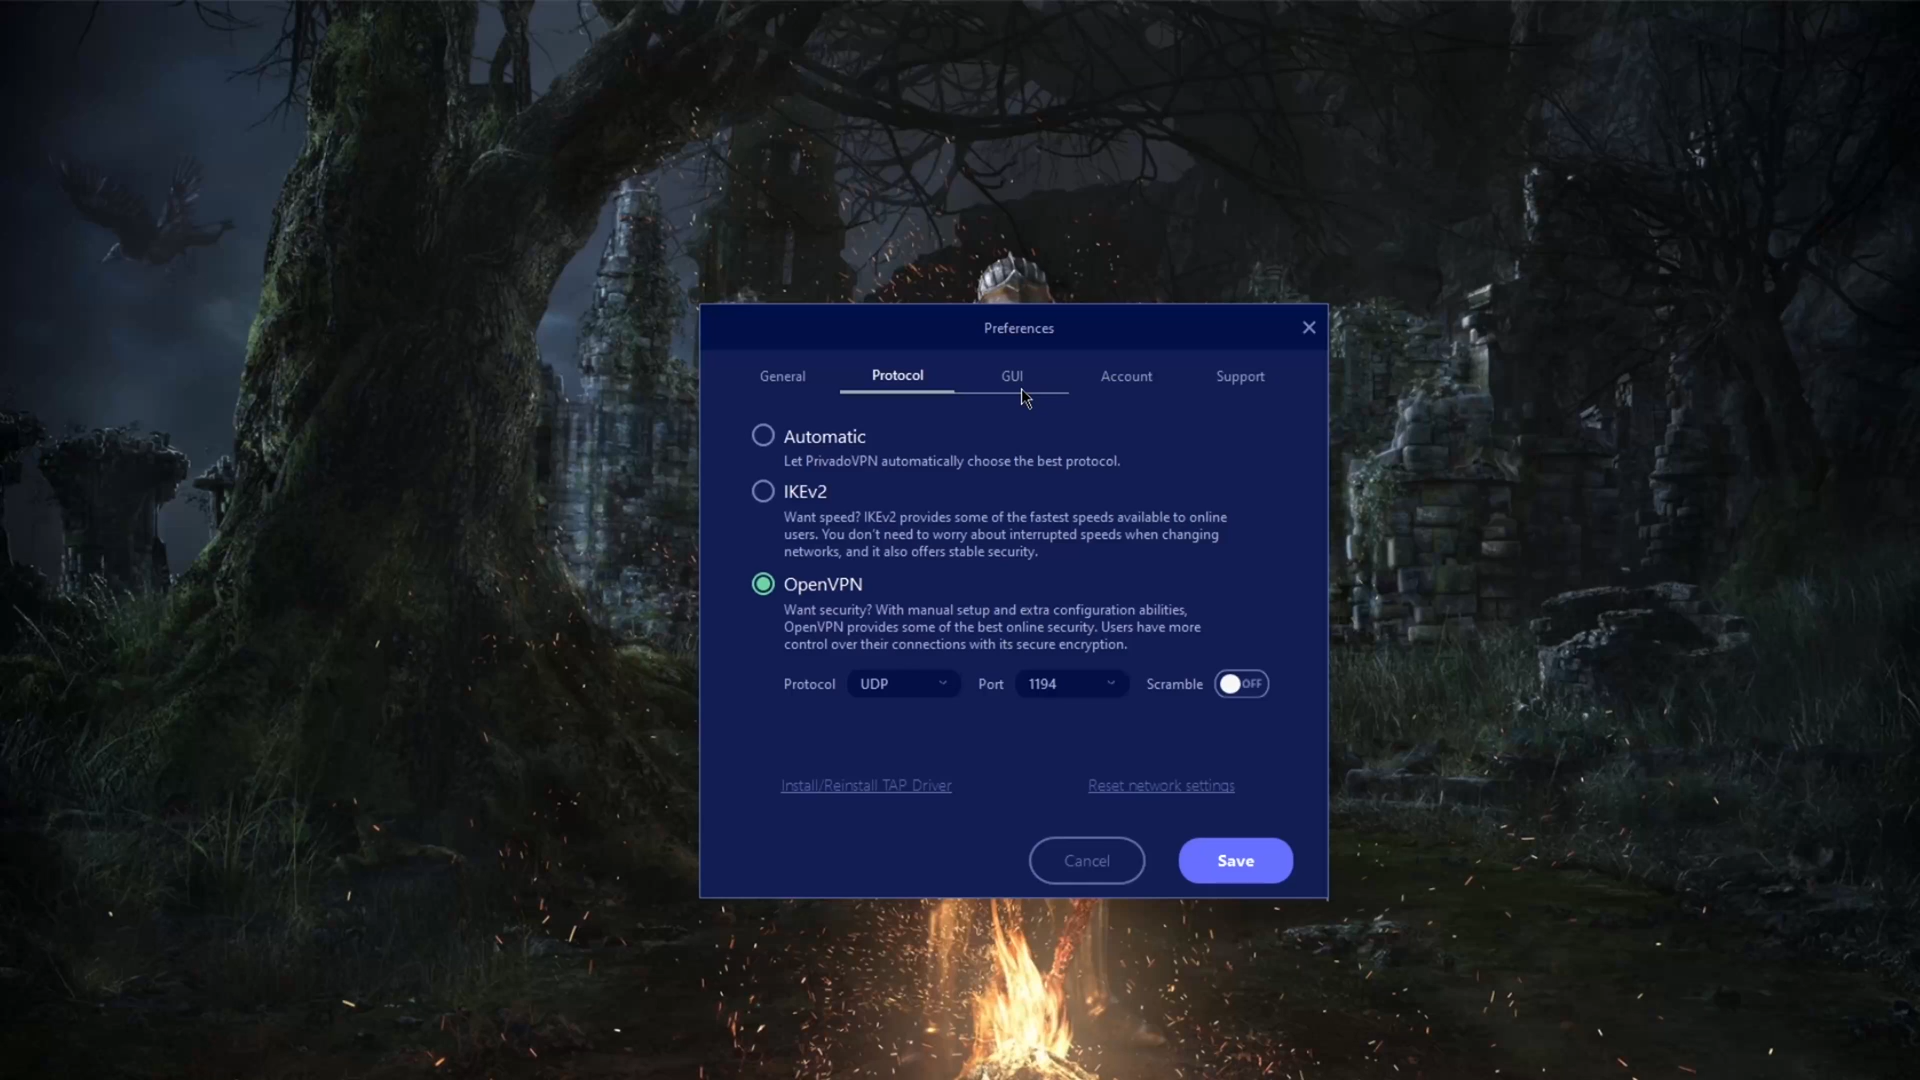 Preferences
General Protocol GUI Account Support
Automatic
Let PrivadoVPN automatically choose the best protocol.
IKEv2
Want speed? IKEv2 provides some of the fastest speeds available to online
users. You don't need to worry about interrupted speeds when changing
networks, and it also offers stable security.
OpenVPN
Want security? With manual setup and extra configuration abilities,
OpenVPN provides some of the best online security. Users have more
control over their connections with its secure encryption.
Protocol UDP Port 1194 Scramble OFF
Install/Reinstall TAP Driver Reset network settings
Cancel Save